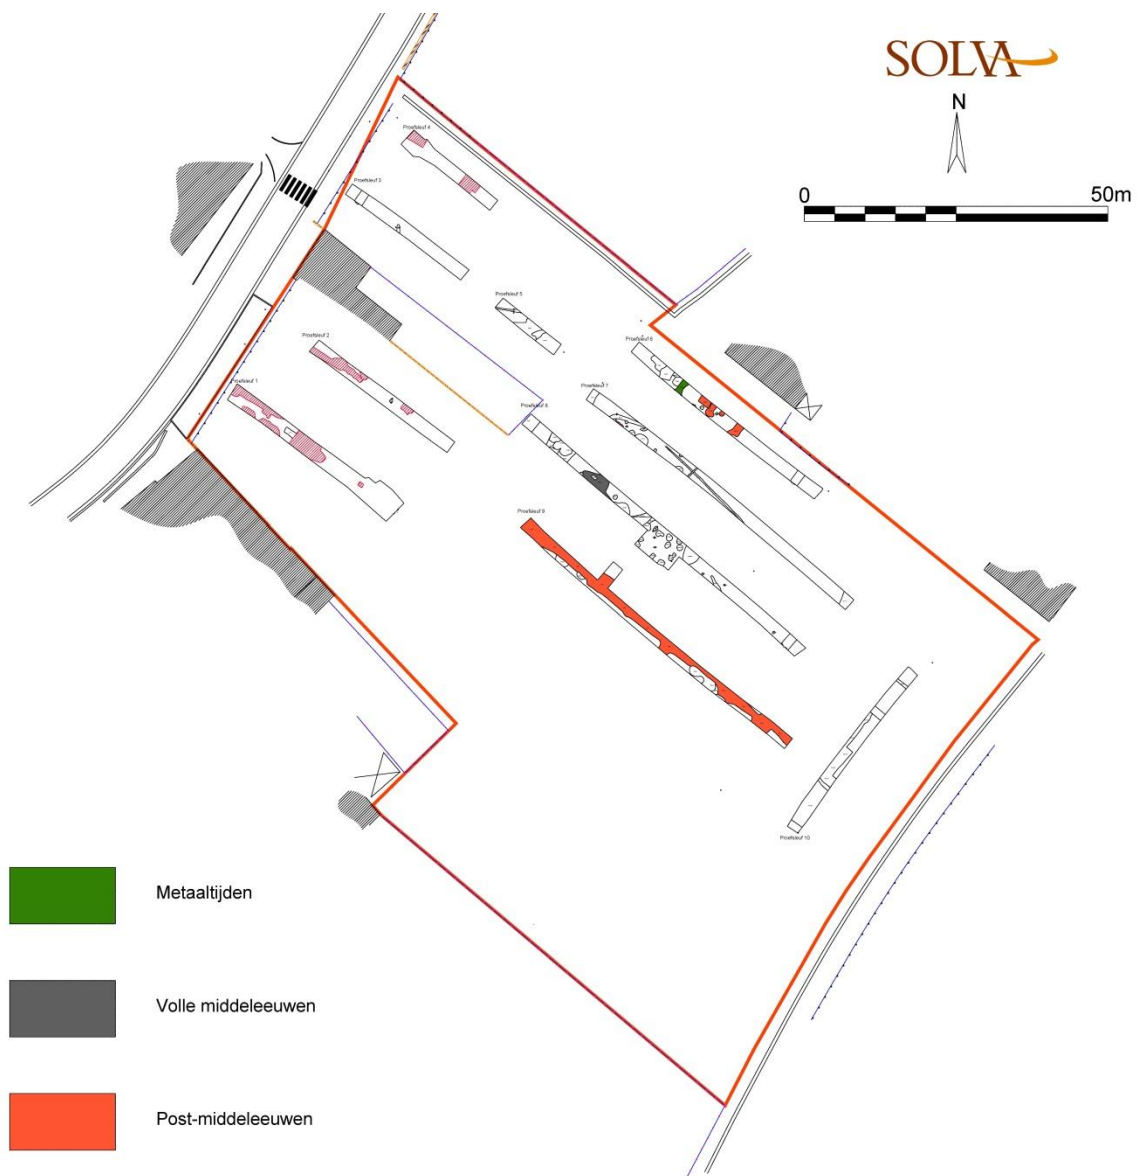 SOLVA
N
0 50m
Proefsleuf 4
Proefsleuf 3
Proefsleuf 5
Proefsleuf 6
Proefsleuf 2
Proefsleuf 7
Proefsleuf 1
Proefsleuf 8
Proefsleuf 9
Proefsleuf 10
Metaaltijden
Volle middeleeuwen
Post-middeleeuwen